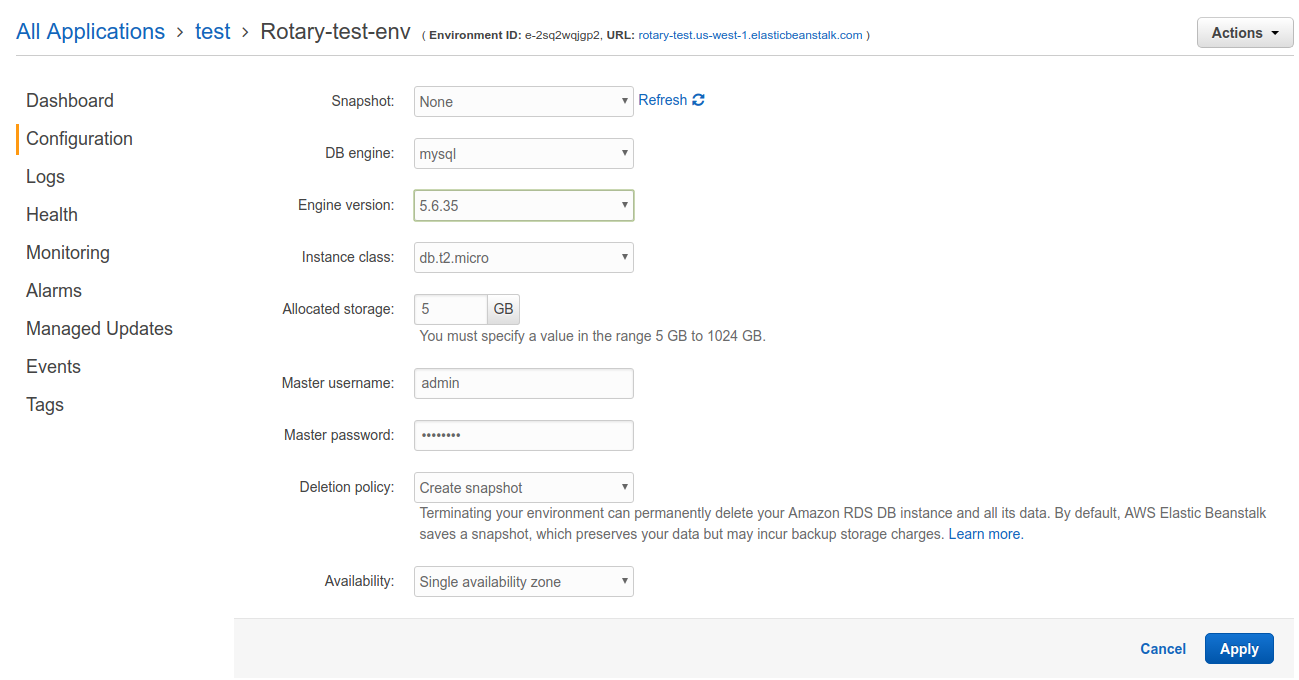 All Applications › test › Rotary-test-env ( Environment ID: e-2sq2wqjgp2, URL: rotary-test.us-west-1.elasticbeanstalk.com )
Actions
Dashboard
Configuration
Logs
Health
Monitoring
Alarms
Managed Updates
Events
Tags
Snapshot: None Refresh
DB engine: mysql
Engine version: 5.6.35
Instance class: db.t2.micro
Allocated storage: 5 GB
You must specify a value in the range 5 GB to 1024 GB.
Master username: admin
Master password: ••••••••
Deletion policy: Create snapshot
Terminating your environment can permanently delete your Amazon RDS DB instance and all its data. By default, AWS Elastic Beanstalk
saves a snapshot, which preserves your data but may incur backup storage charges. Learn more.
Availability: Single availability zone
Cancel Apply